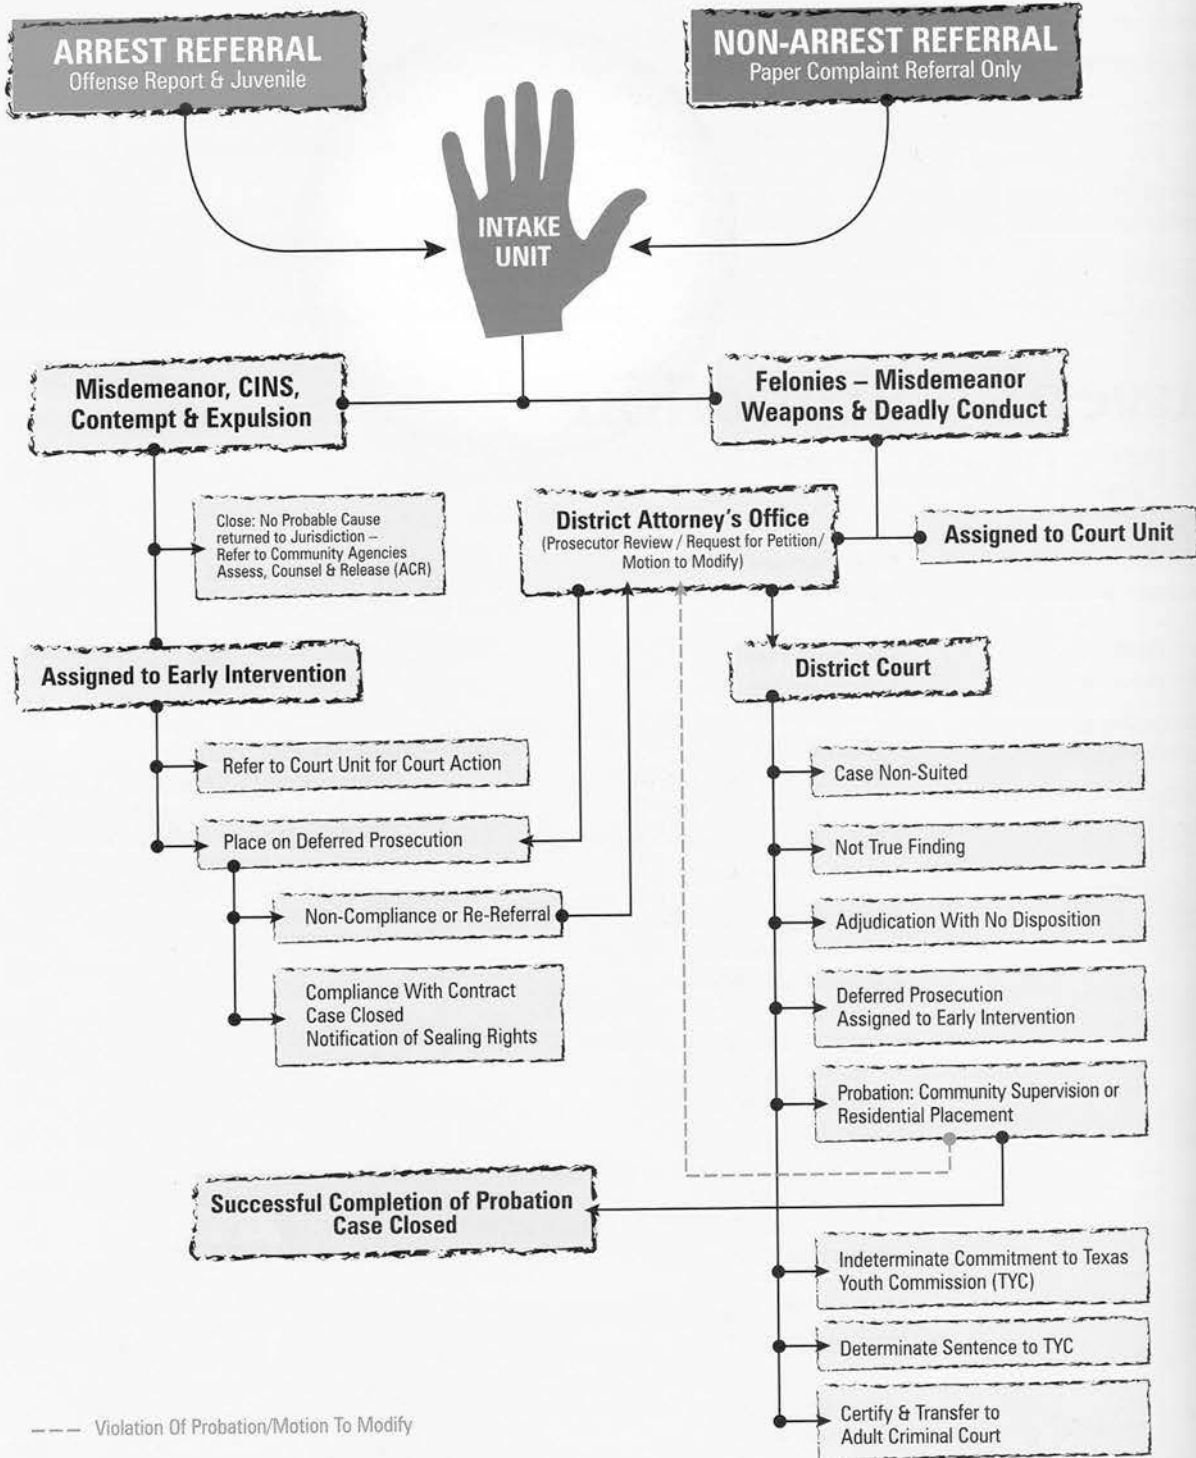 ARREST REFERRAL
Offense Report & Juvenile
NON-ARREST REFERRAL
Paper Complaint Referral Only
INTAKE
UNIT
Misdemeanor, CINS,
Contempt & Expulsion
Felonies – Misdemeanor
Weapons & Deadly Conduct
Close: No Probable Cause
returned to Jurisdiction –
Refer to Community Agencies
Assess, Counsel & Release (ACR)
District Attorney's Office
(Prosecutor Review / Request for Petition/
Motion to Modify)
Assigned to Court Unit
Assigned to Early Intervention
District Court
Refer to Court Unit for Court Action
Place on Deferred Prosecution
Non-Compliance or Re-Referral
Compliance With Contract
Case Closed
Notification of Sealing Rights
Case Non-Suited
Not True Finding
Adjudication With No Disposition
Deferred Prosecution
Assigned to Early Intervention
Probation: Community Supervision or
Residential Placement
Successful Completion of Probation
Case Closed
Indeterminate Commitment to Texas
Youth Commission (TYC)
Determinate Sentence to TYC
Certify & Transfer to
Adult Criminal Court
Violation Of Probation/Motion To Modify